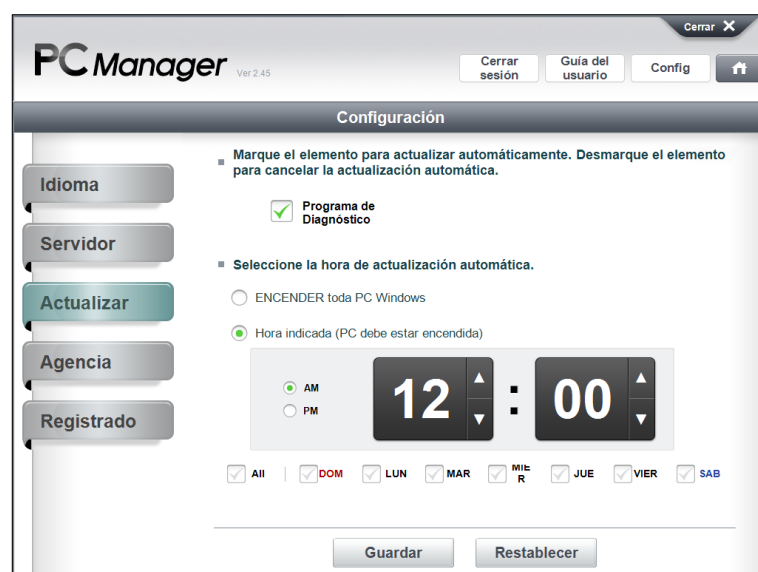 Cerrar
PC Manager Ver 2.45
Cerrar sesión
Guía del usuario
Config
Configuración
Idioma
Servidor
Actualizar
Agencia
Registrado
Marque el elemento para actualizar automáticamente. Desmarque el elemento
para cancelar la actualización automática.
Programa de
Diagnóstico
Seleccione la hora de actualización automática.
ENCENDER toda PC Windows
Hora indicada (PC debe estar encendida)
AM
PM
12 : 00
All
DOM
LUN
MAR
MIE
R
JUE
VIER
SAB
Guardar
Restablecer